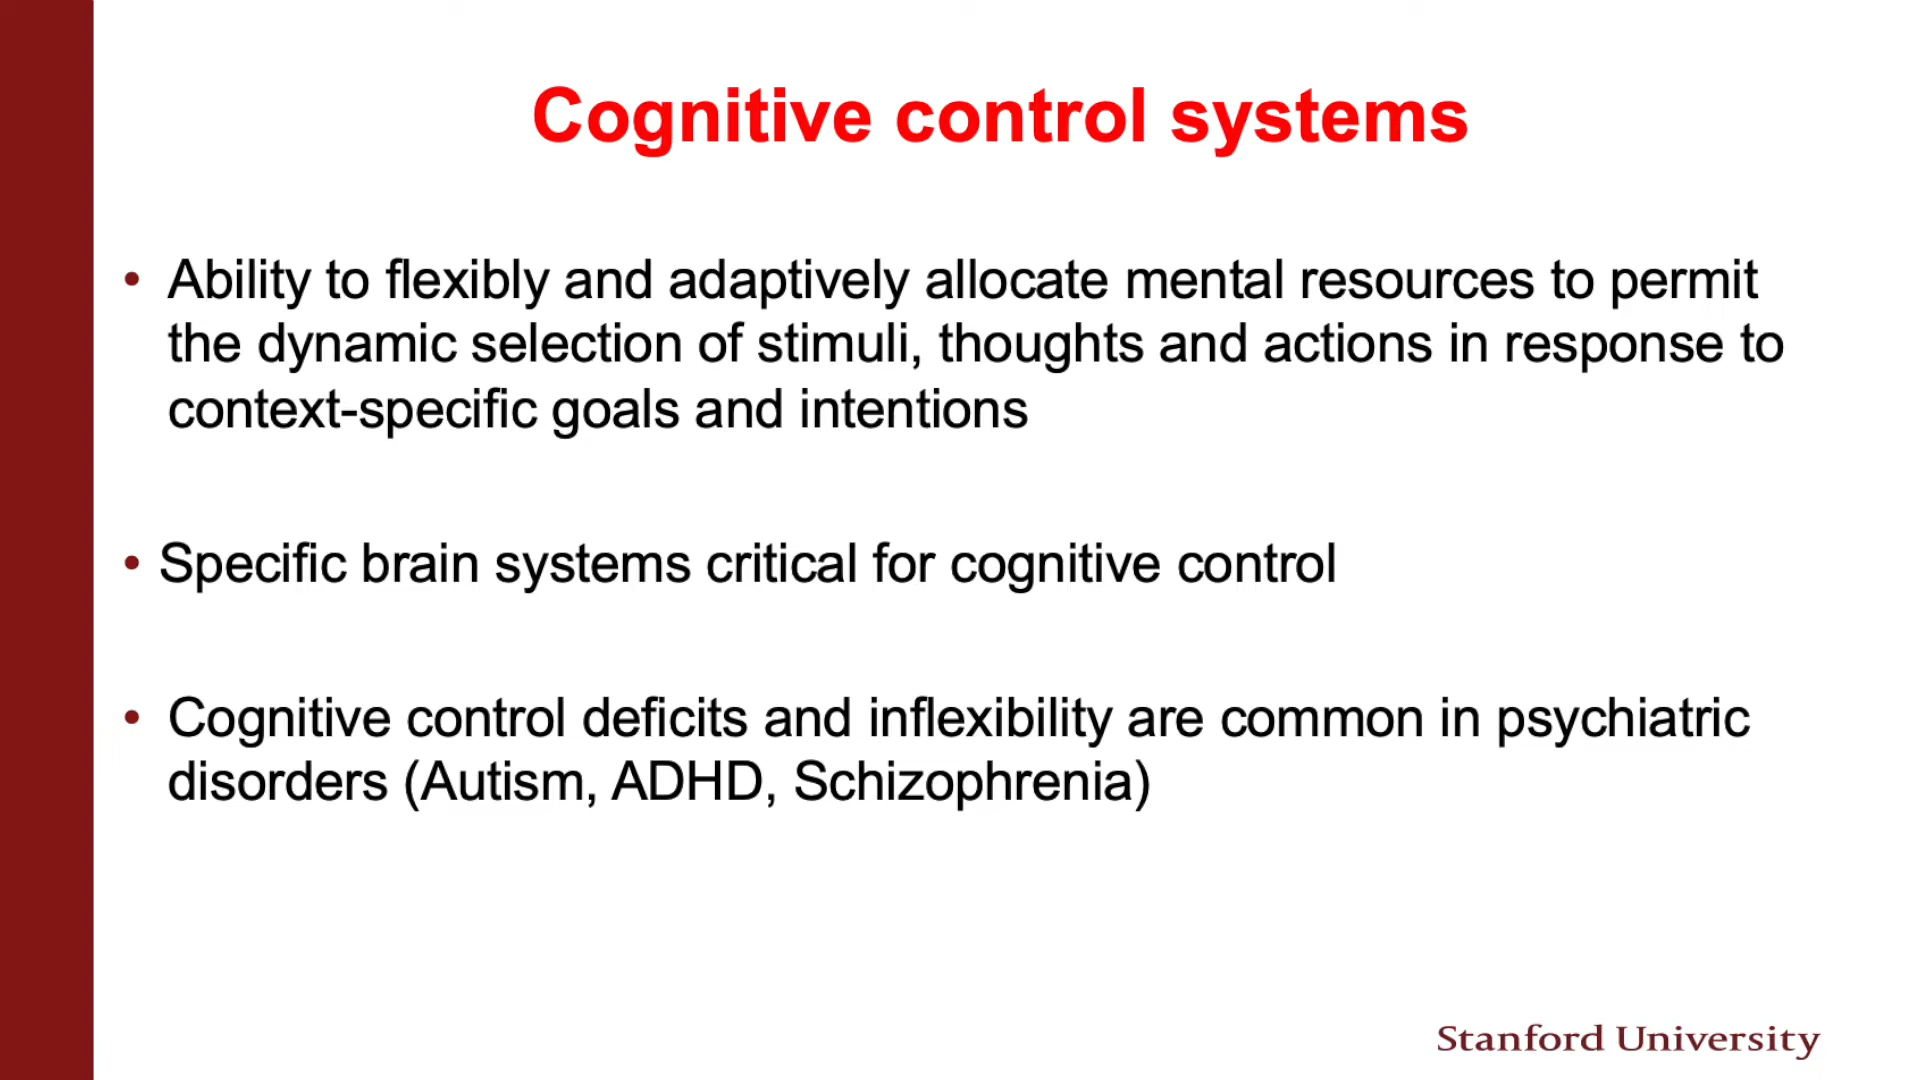 Cognitive control systems
• Ability to flexibly and adaptively allocate mental resources to permit
the dynamic selection of stimuli, thoughts and actions in response to
context-specific goals and intentions
• Specific brain systems critical for cognitive control
• Cognitive control deficits and inflexibility are common in psychiatric
disorders (Autism, ADHD, Schizophrenia)
Stanford University